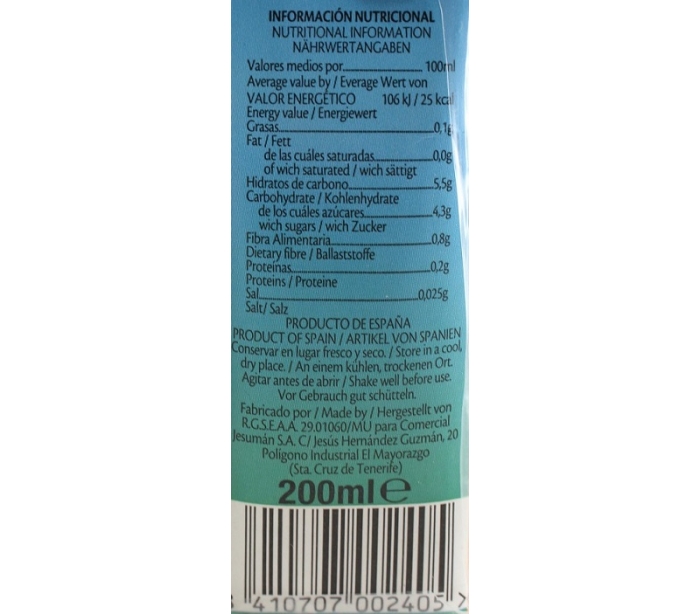 INFORMACIÓN NUTRICIONAL
NUTRITIONAL INFORMATION
NÄHRWERTANGABEN
Valores medios por............ 100ml
Average value by / Everage Wert von
VALOR ENERGÉTICO 106 kJ / 25 kcal
Energy value / Energiewert
Grasas............0,1g
Fat / Fett
de las cuáles saturadas............0,0g
of wich saturated / wich sättigt
Hidratos de carbono............5,5g
Carbohydrate / Kohlenhydrate
de los cuáles azúcares............4,3g
wich sugars / wich Zucker
Fibra Alimentaria............0,8g
Dietary fibre / Ballaststoffe
Proteínas............0,2g
Proteins / Proteine
Sal............0,025g
Salt/ Salz
PRODUCTO DE ESPAÑA
PRODUCT OF SPAIN / ARTIKEL VON SPANIEN
Conservar en lugar fresco y seco. / Store in a cool,
dry place. / An einem kühlen, trockenen Ort.
Agitar antes de abrir / Shake well before use.
Vor Gebrauch gut schütteln.
Fabricado por / Made by / Hergestellt von
R.G.S.E.A.A. 29.01060/MU para Comercial
Jesumán S.A. C/ Jesús Hernández Guzmán, 20
Polígono Industrial El Mayorazgo
(Sta. Cruz de Tenerife)
200ml e
410707 002405 >